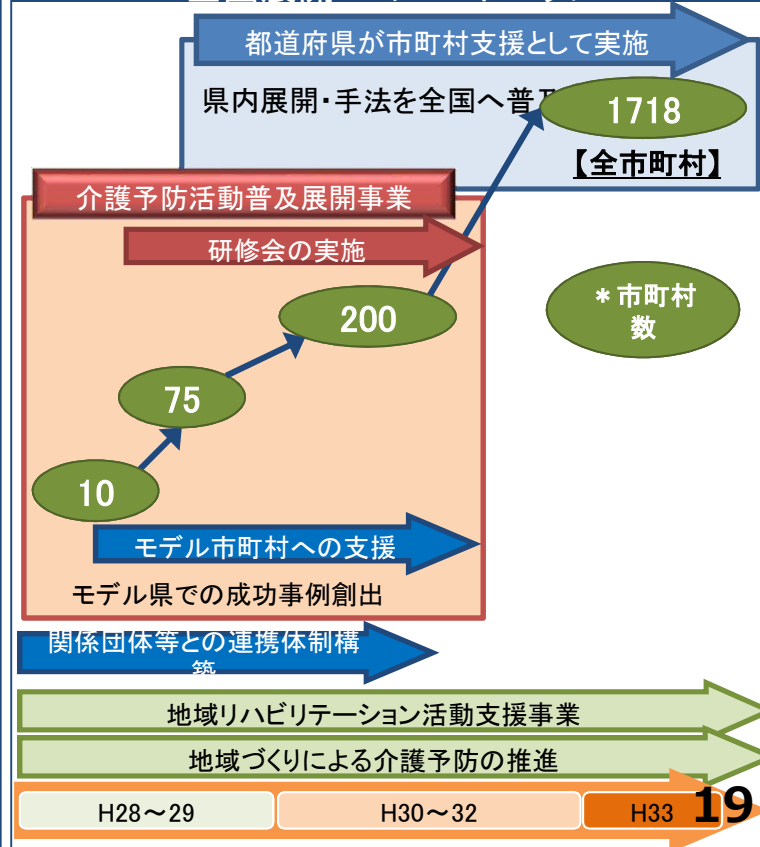 都道府県が市町村支援として実施
県内展開・手法を全国へ普及
1718
【全市町村】
介護予防活動普及展開事業
研修会の実施
200
＊市町村
数
75
10
モデル市町村への支援
モデル県での成功事例創出
関係団体等との連携体制構
築
地域リハビリテーション活動支援事業
地域づくりによる介護予防の推進
H28～29
H30～32
H33
19